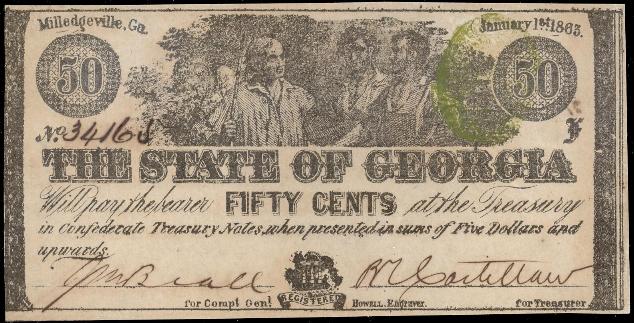 Milledgeville, Ga. January 1st 1863.
50 50
No.
THE STATE OF GEORGIA
Will pay the bearer FIFTY CENTS at the Treasury
in Confederate Treasury Notes, when presented in sums of Five Dollars and
upwards.
for Compl Genl REGISTERED HOWELL, Engraver. for Treasurer